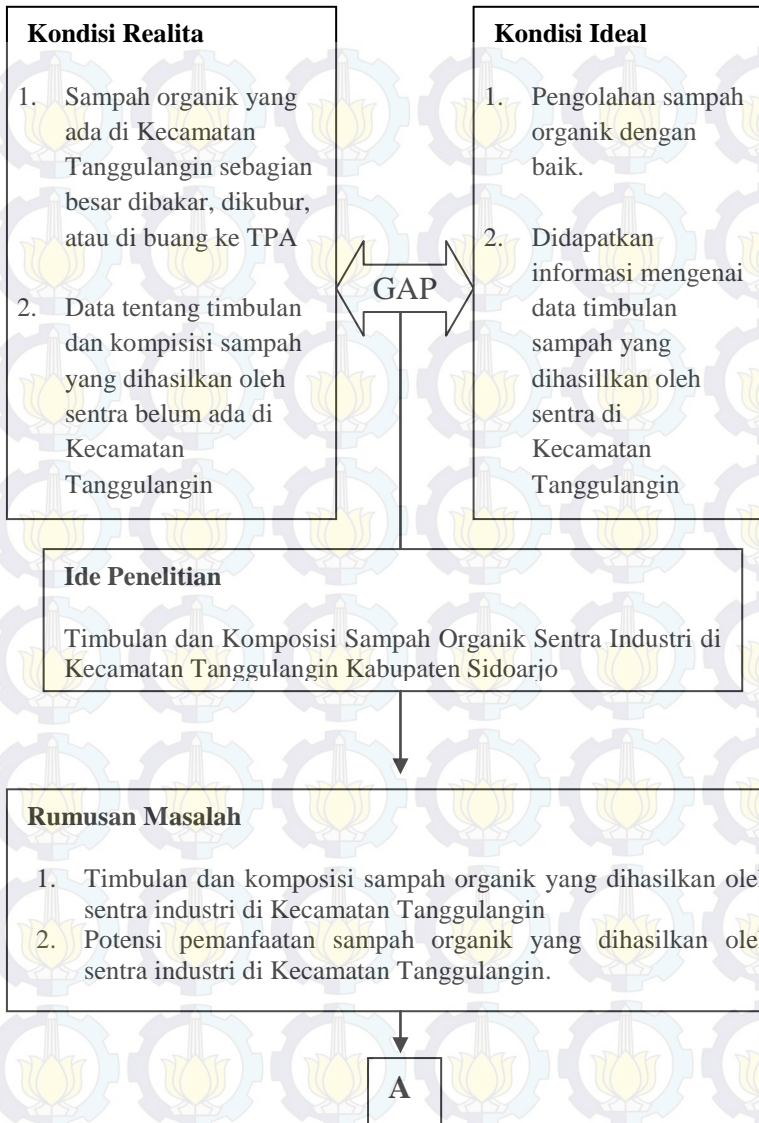 Kondisi Realita
1. Sampah organik yang
ada di Kecamatan
Tanggulangin sebagian
besar dibakar, dikubur,
atau di buang ke TPA
2. Data tentang timbulan
dan kompisisi sampah
yang dihasilkan oleh
sentra belum ada di
Kecamatan
Tanggulangin
GAP
Kondisi Ideal
1. Pengolahan sampah
organik dengan
baik.
2. Didapatkan
informasi mengenai
data timbulan
sampah yang
dihasillkan oleh
sentra di
Kecamatan
Tanggulangin
Ide Penelitian
Timbulan dan Komposisi Sampah Organik Sentra Industri di
Kecamatan Tanggulangin Kabupaten Sidoarjo
Rumusan Masalah
1. Timbulan dan komposisi sampah organik yang dihasilkan oleh
sentra industri di Kecamatan Tanggulangin
2. Potensi pemanfaatan sampah organik yang dihasilkan oleh
sentra industri di Kecamatan Tanggulangin.
A